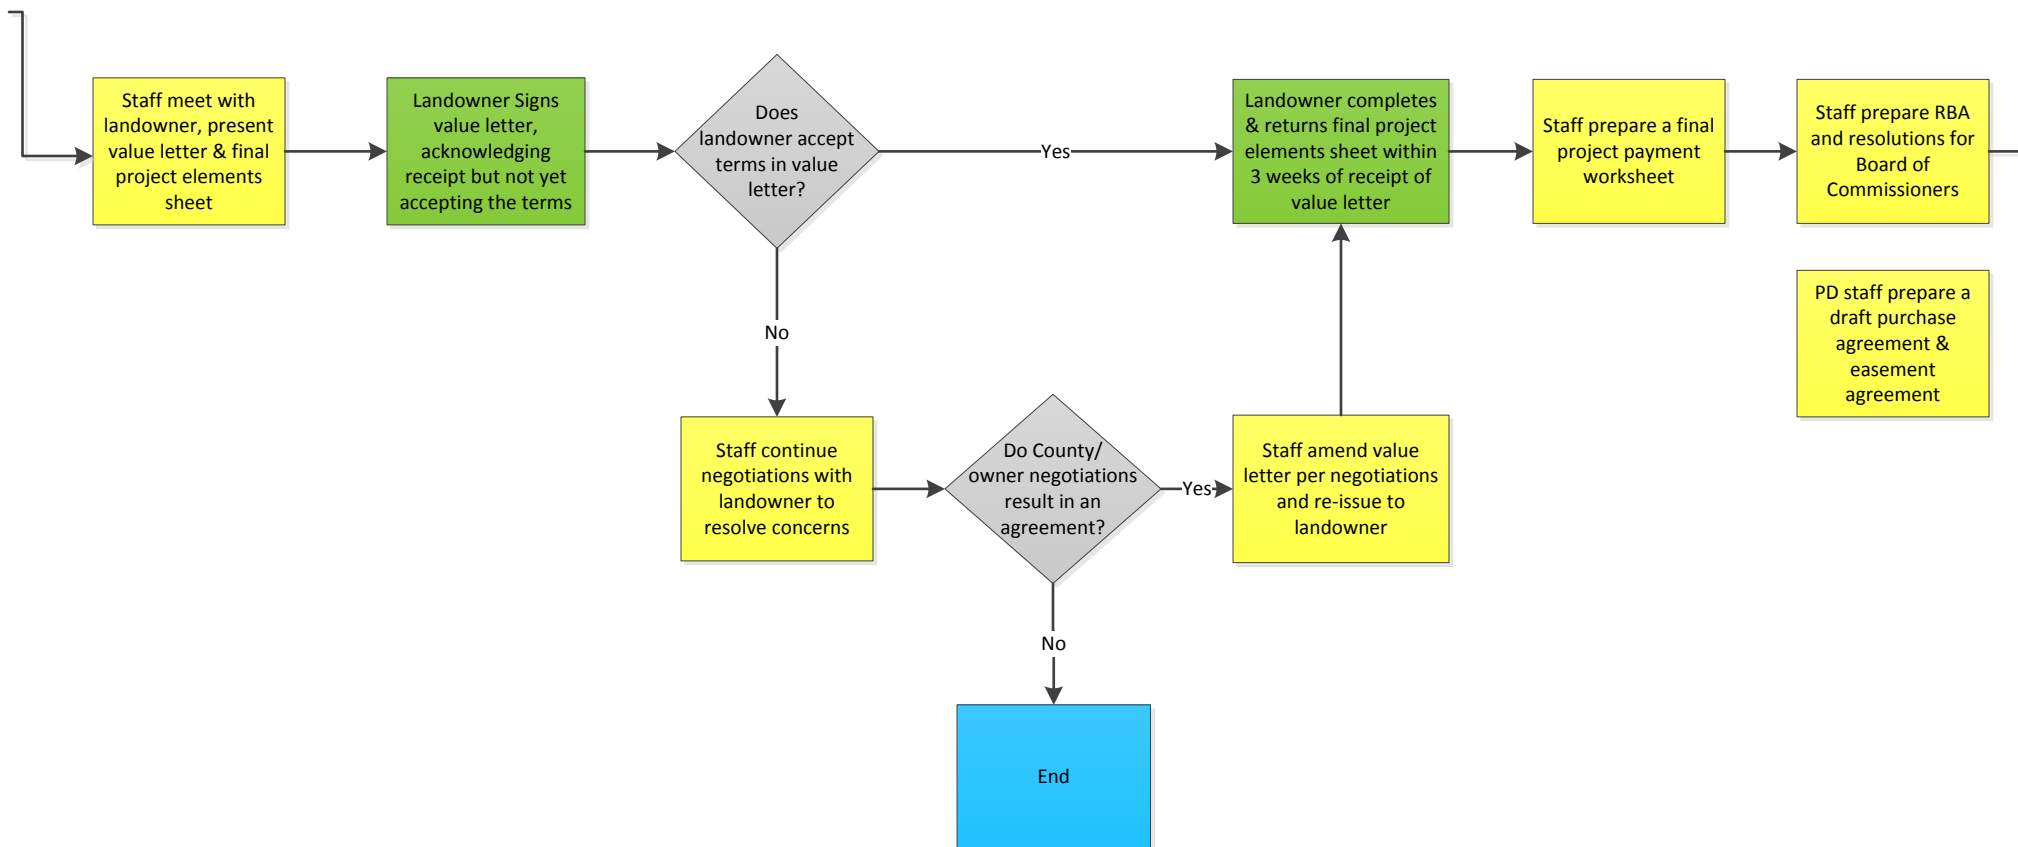 Staff meet with
landowner, present
value letter & final
project elements
sheet
Landowner Signs
value letter,
acknowledging
receipt but not yet
accepting the terms
Does
landowner accept
terms in value
letter?
Yes
Landowner completes
& returns final project
elements sheet within
3 weeks of receipt of
value letter
Staff prepare a final
project payment
worksheet
Staff prepare RBA
and resolutions for
Board of
Commissioners
PD staff prepare a
draft purchase
agreement &
easement
agreement
No
Staff continue
negotiations with
landowner to
resolve concerns
Do County/
owner negotiations
result in an
agreement?
Yes
Staff amend value
letter per negotiations
and re-issue to
landowner
No
End